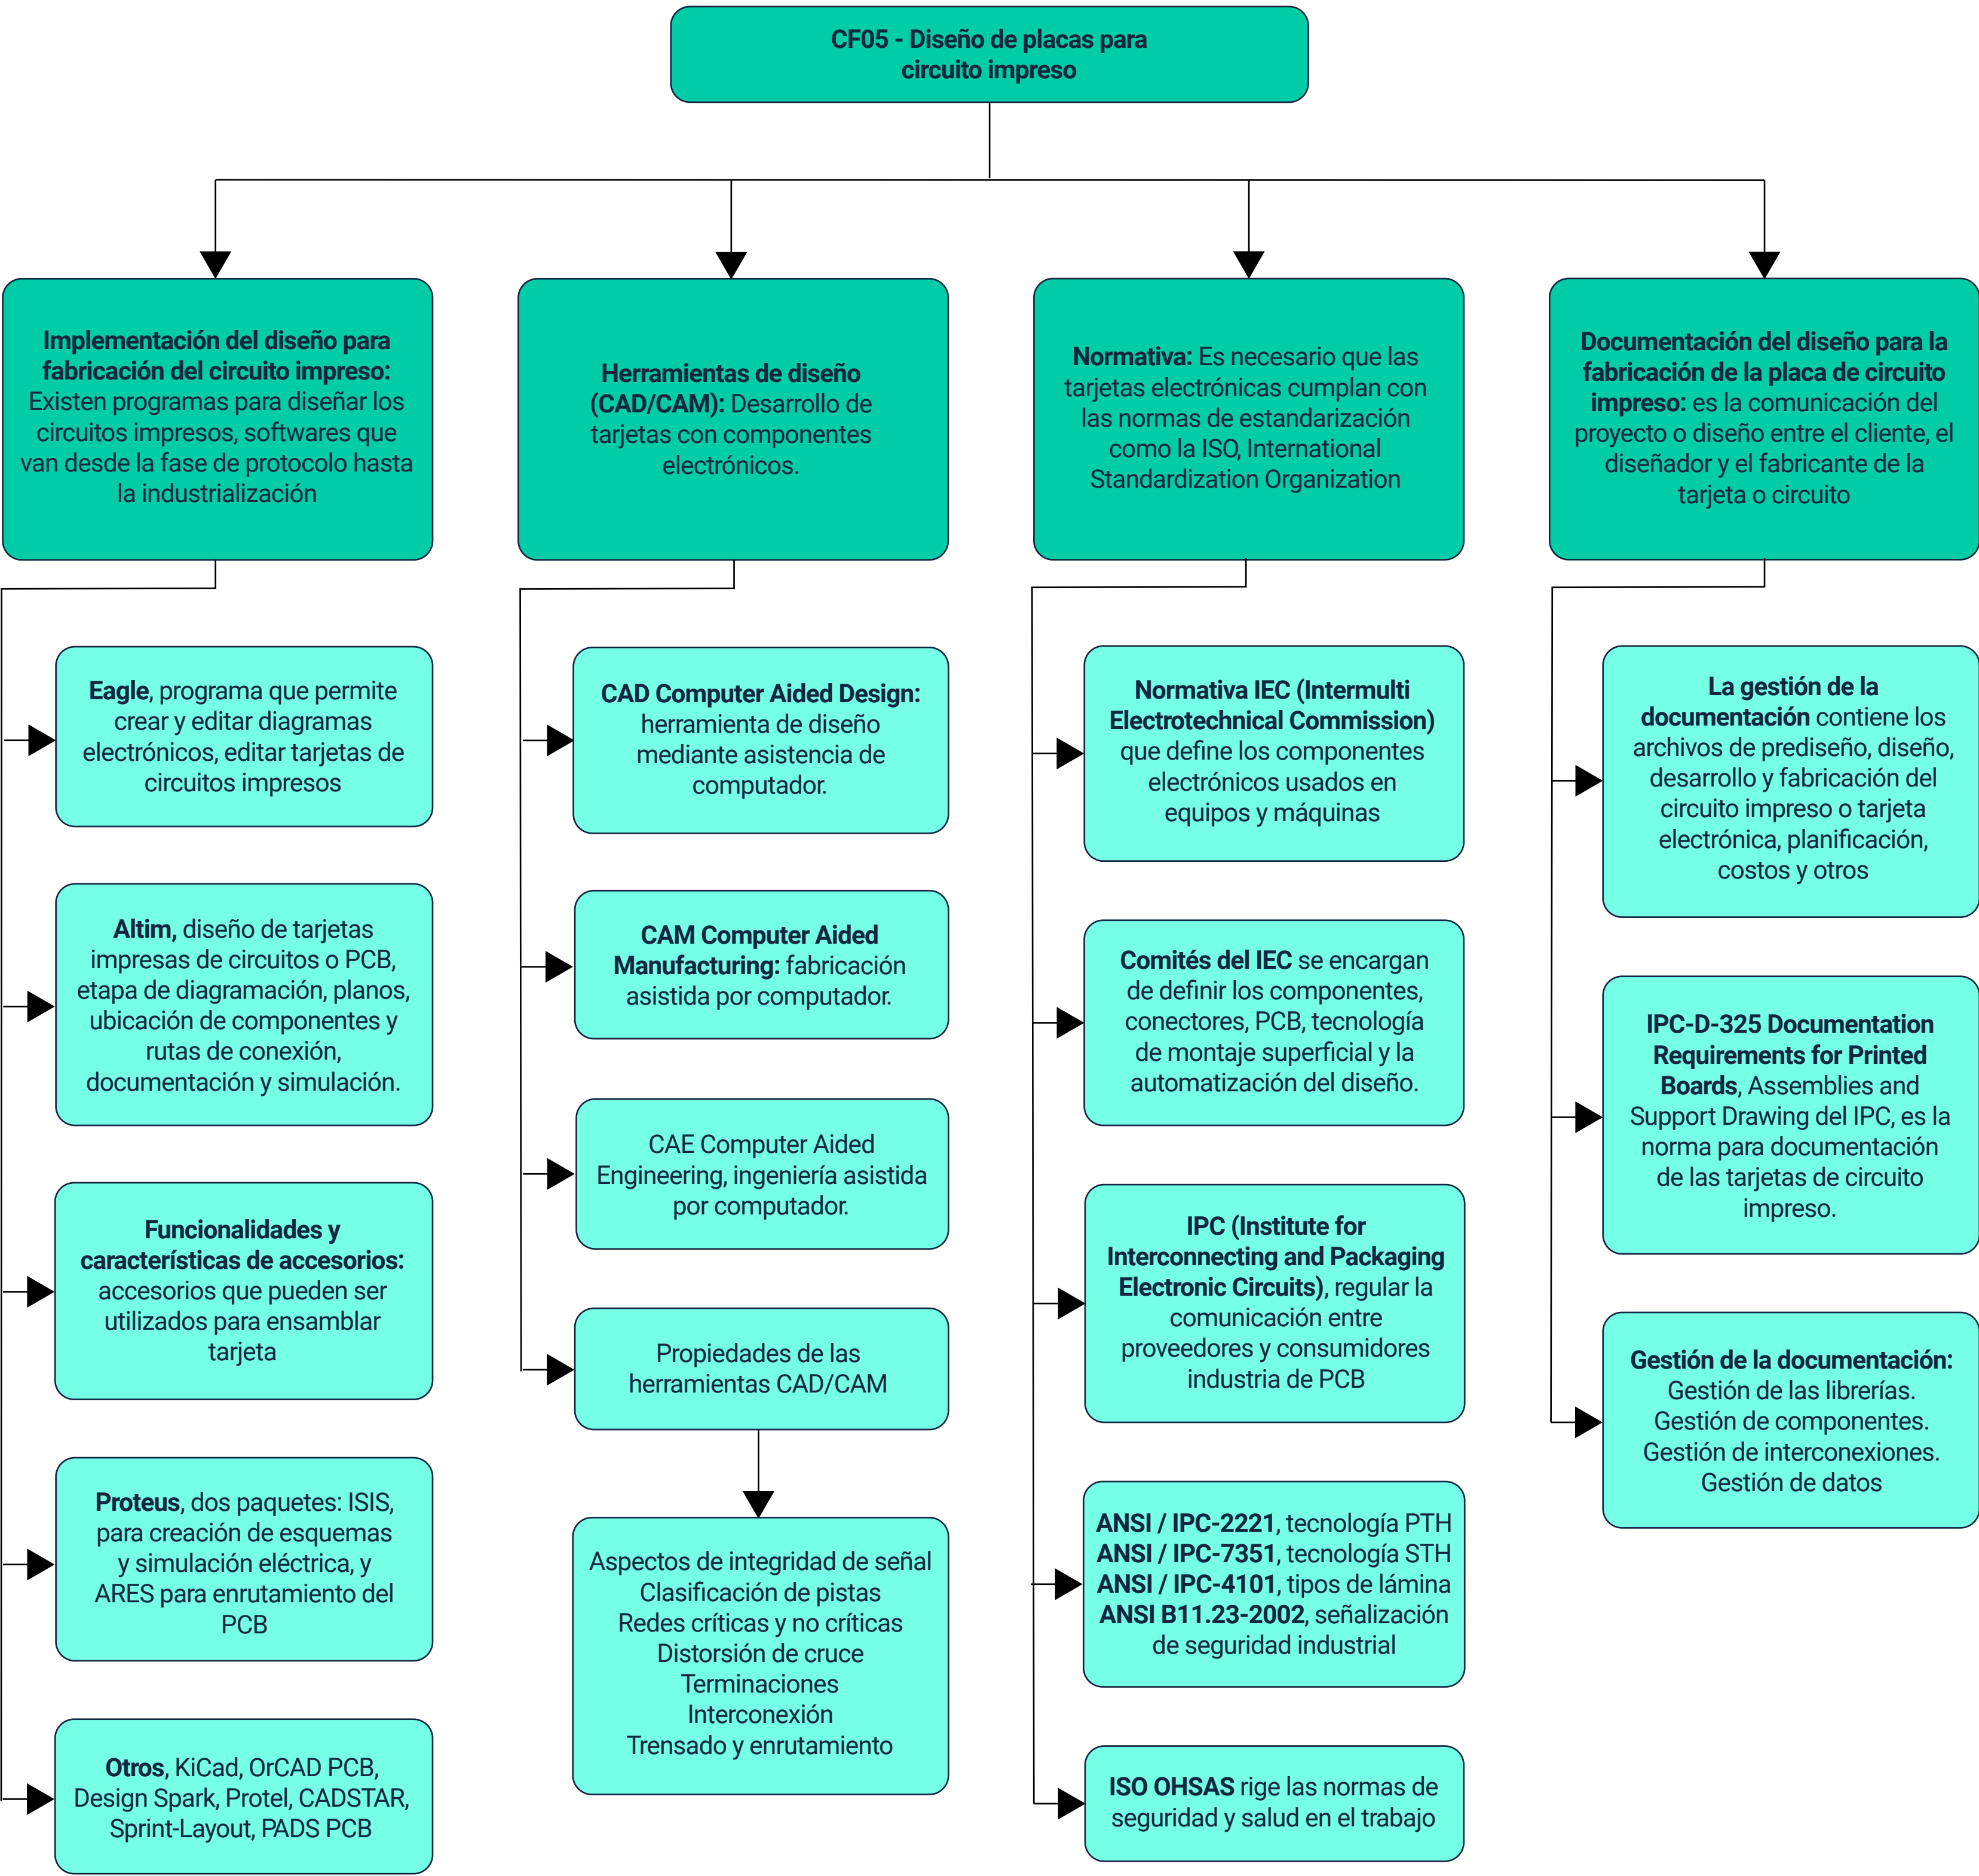 CF05 - Diseño de placas para
circuito impreso
Implementación del diseño para
fabricación del circuito impreso:
Existen programas para diseñar los
circuitos impresos, softwares que
van desde la fase de protocolo hasta
la industrialización
Eagle, programa que permite
crear y editar diagramas
electrónicos, editar tarjetas de
circuitos impresos
Altim, diseño de tarjetas
impresas de circuitos o PCB,
etapa de diagramación, planos,
ubicación de componentes y
rutas de conexión,
documentación y simulación.
Funcionalidades y
características de accesorios:
accesorios que pueden ser
utilizados para ensamblar
tarjeta
Proteus, dos paquetes: ISIS,
para creación de esquemas
y simulación eléctrica, y
ARES para enrutamiento del
PCB
Otros, KiCad, OrCAD PCB,
Design Spark, Protel, CADSTAR,
Sprint-Layout, PADS PCB
Herramientas de diseño
(CAD/CAM): Desarrollo de
tarjetas con componentes
electrónicos.
CAD Computer Aided Design:
herramienta de diseño
mediante asistencia de
computador.
CAM Computer Aided
Manufacturing: fabricación
asistida por computador.
CAE Computer Aided
Engineering, ingeniería asistida
por computador.
Propiedades de las
herramientas CAD/CAM
Aspectos de integridad de señal
Clasificación de pistas
Redes críticas y no críticas
Distorsión de cruce
Terminaciones
Interconexión
Trensado y enrutamiento
Normativa: Es necesario que las
tarjetas electrónicas cumplan con
las normas de estandarización
como la ISO, International
Standardization Organization
Normativa IEC (Intermulti
Electrotechnical Commission)
que define los componentes
electrónicos usados en
equipos y máquinas
Comités del IEC se encargan
de definir los componentes,
conectores, PCB, tecnología
de montaje superficial y la
automatización del diseño.
IPC (Institute for
Interconnecting and Packaging
Electronic Circuits), regular la
comunicación entre
proveedores y consumidores
industria de PCB
ANSI / IPC-2221, tecnología PTH
ANSI / IPC-7351, tecnología STH
ANSI / IPC-4101, tipos de lámina
ANSI B11.23-2002, señalización
de seguridad industrial
ISO OHSAS rige las normas de
seguridad y salud en el trabajo
Documentación del diseño para la
fabricación de la placa de circuito
impreso: es la comunicación del
proyecto o diseño entre el cliente, el
diseñador y el fabricante de la
tarjeta o circuito
La gestión de la
documentación contiene los
archivos de prediseño, diseño,
desarrollo y fabricación del
circuito impreso o tarjeta
electrónica, planificación,
costos y otros
IPC-D-325 Documentation
Requirements for Printed
Boards, Assemblies and
Support Drawing del IPC, es la
norma para documentación
de las tarjetas de circuito
impreso.
Gestión de la documentación:
Gestión de las librerías.
Gestión de componentes.
Gestión de interconexiones.
Gestión de datos